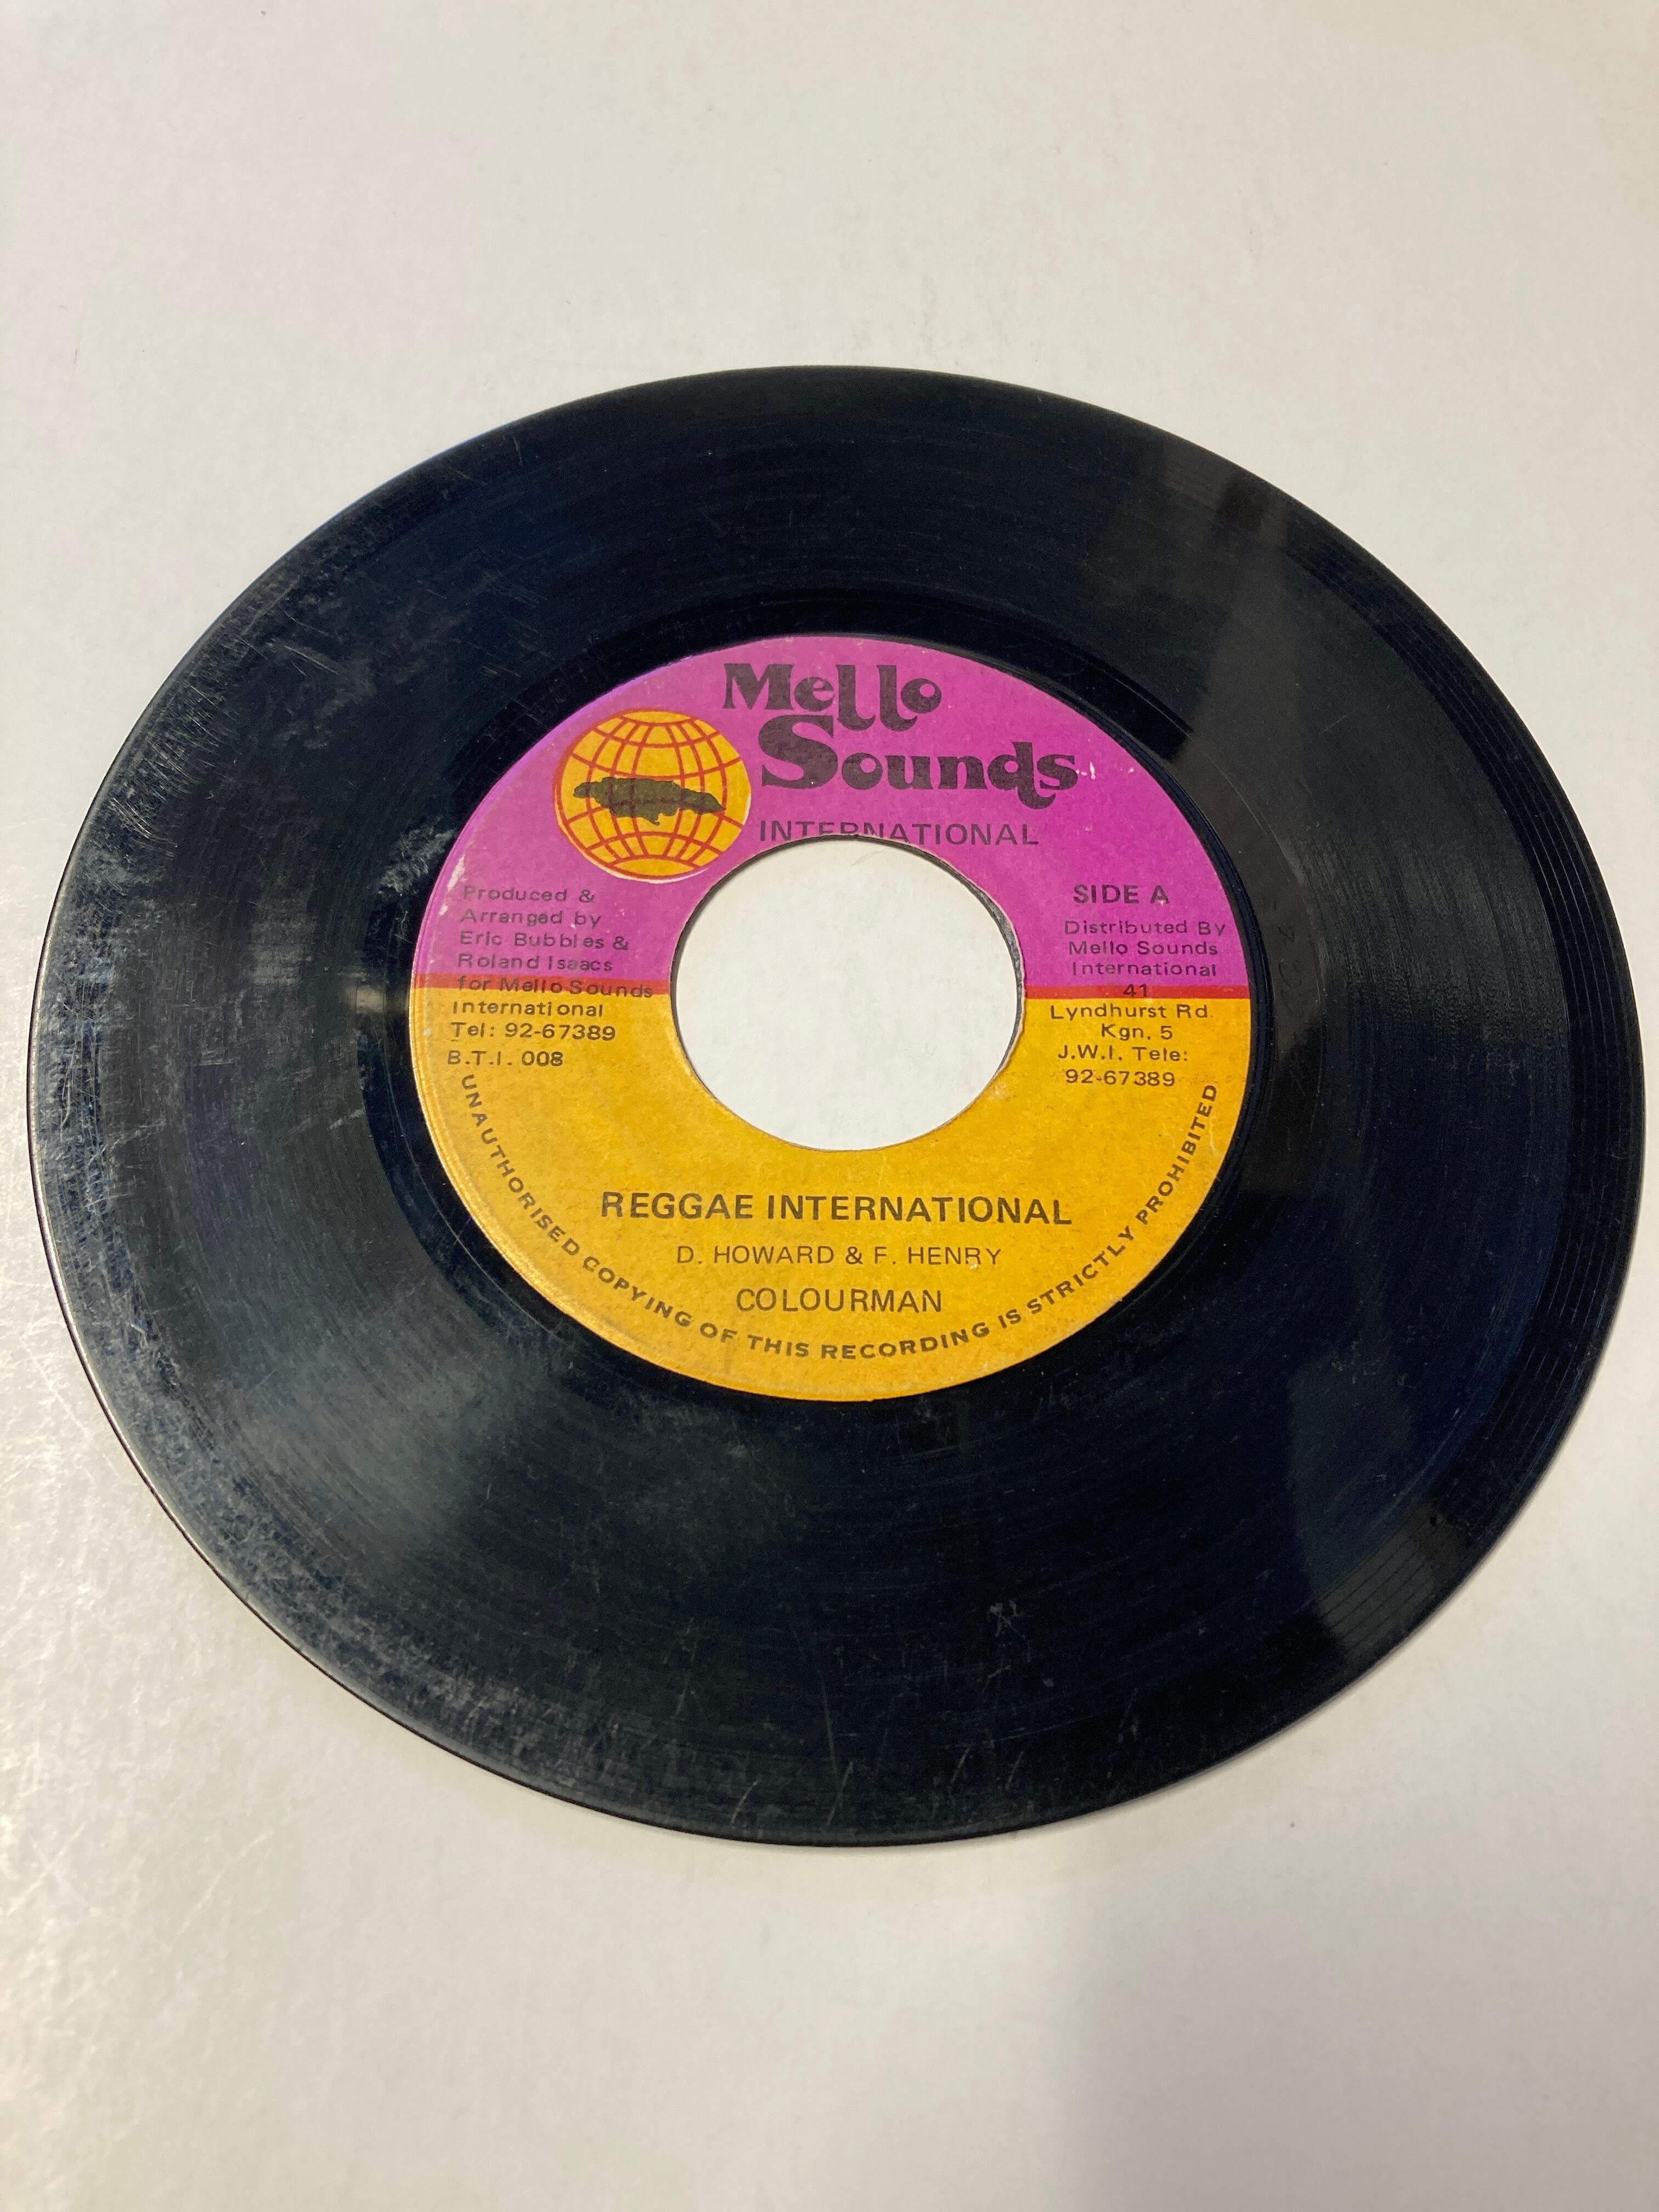 Mello
Sounds
INTERNATIONAL
Produced &
Arranged by
Eric Bubbles &
Roland Isaacs
for Mello Sounds
International
Tel: 92-67389
B.T.I. 008
SIDE A
Distributed By
Mello Sounds
International
41
Lyndhurst Rd.
Kgn. 5
J.W.I. Tele:
92-67389
REGGAE INTERNATIONAL
D. HOWARD & F. HENRY
COLOURMAN
UNAUTHORISED COPYING OF THIS RECORDING IS STRICTLY PROHIBITED